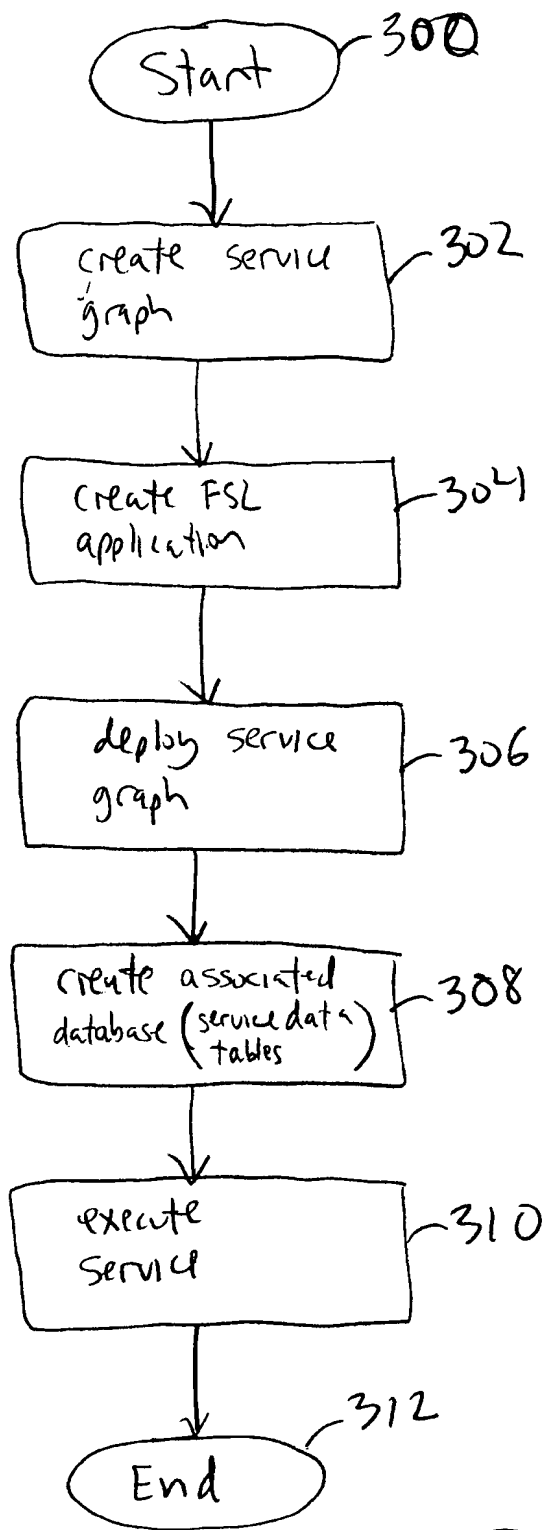 Start
300
create service
graph
302
create FSL
application
304
deploy service
graph
306
create associated
database (service data
tables)
308
execute
service
310
312
End